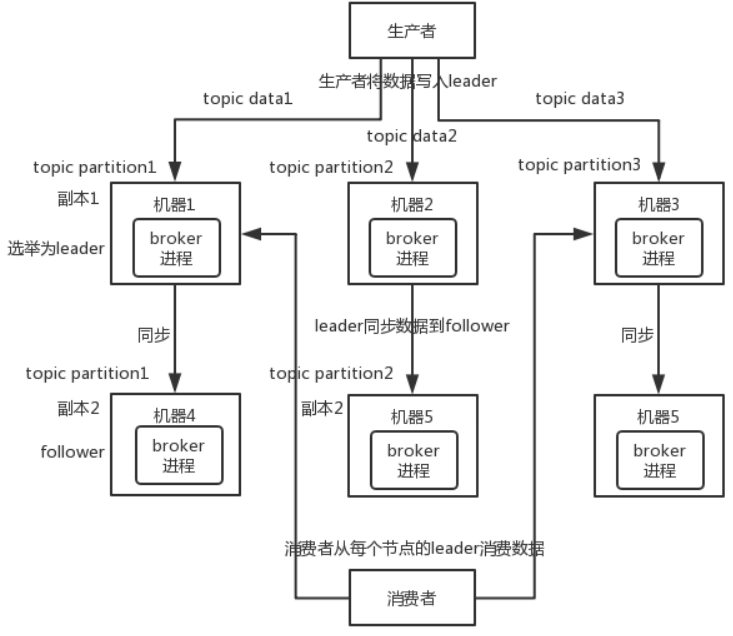 生产者
生产者将数据写入leader
topic data1
topic data3
topic data2
topic partition1
topic partition2
topic partition3
副本1
机器1
机器2
机器3
broker
进程
broker
进程
broker
进程
选举为leader
同步
leader同步数据到follower
同步
topic partition1
topic partition2
副本2
机器4
副本2
机器5
机器5
follower
broker
进程
broker
进程
broker
进程
消费者从每个节点的leader消费数据
消费者